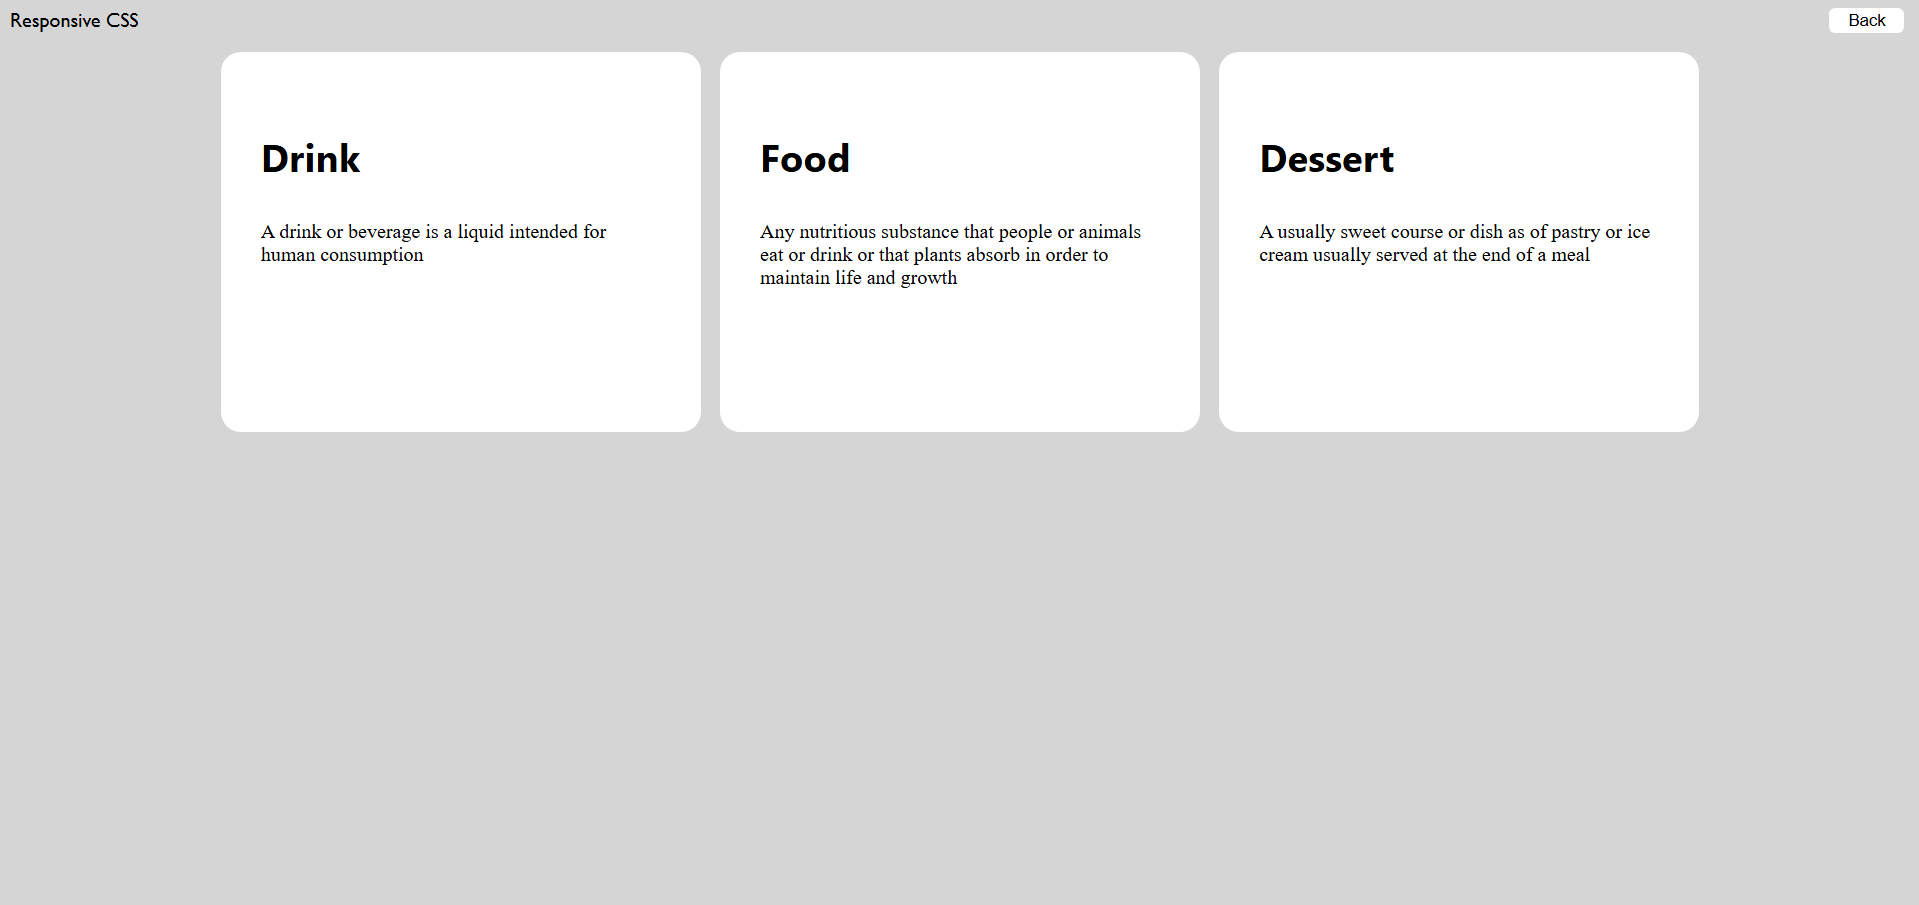 Responsive CSS
Back
Drink
A drink or beverage is a liquid intended for
human consumption
Food
Any nutritious substance that people or animals
eat or drink or that plants absorb in order to
maintain life and growth
Dessert
A usually sweet course or dish as of pastry or ice
cream usually served at the end of a meal